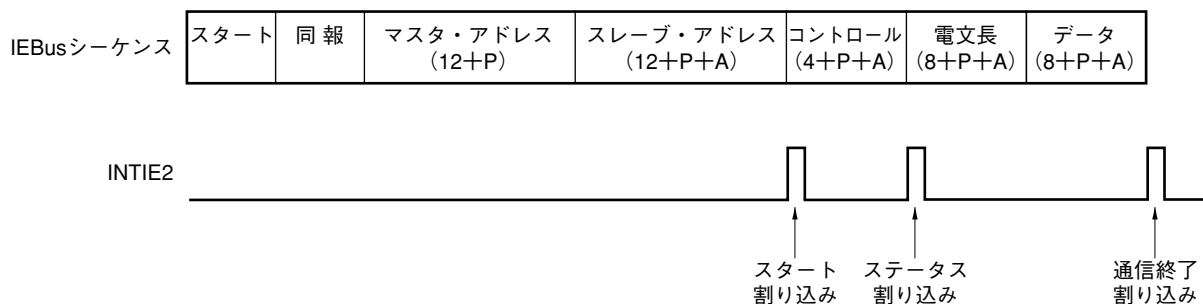 IEBusシーケンス
スタート
同 報
マスタ・アドレス
(12+P)
スレーブ・アドレス
(12+P+A)
コントロール
(4+P+A)
電文長
(8+P+A)
データ
(8+P+A)
INTIE2
スタート
割り込み
ステータス
割り込み
通信終了
割り込み